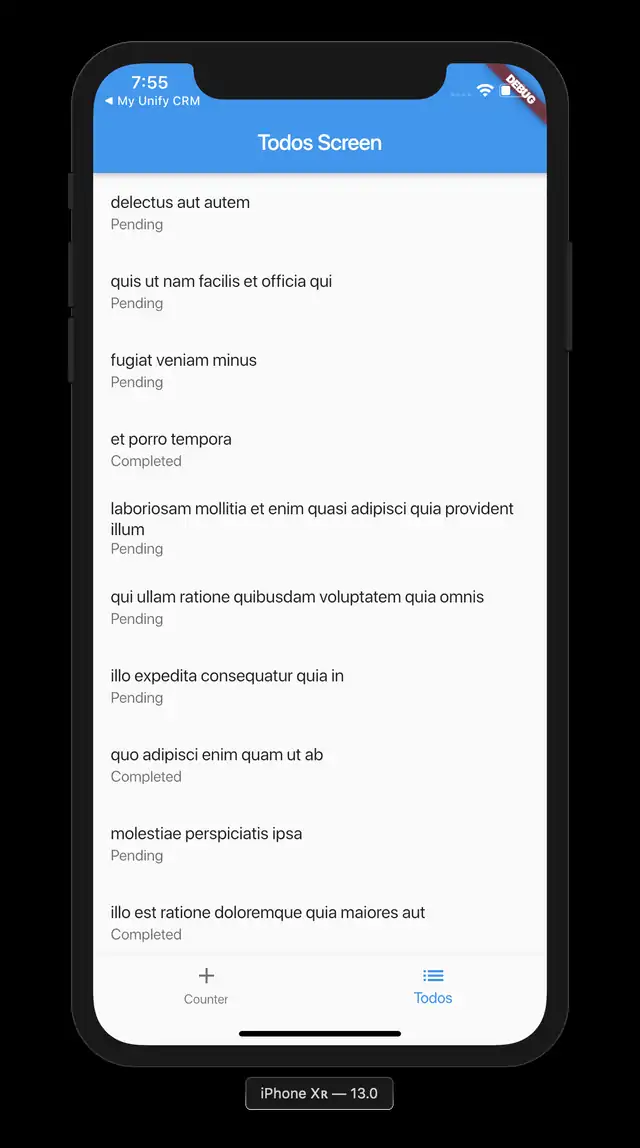 7:55
DEBUG
◀ My Unify CRM
Todos Screen
delectus aut autem
Pending
quis ut nam facilis et officia qui
Pending
fugiat veniam minus
Pending
et porro tempora
Completed
laboriosam mollitia et enim quasi adipisci quia provident
illum
Pending
qui ullam ratione quibusdam voluptatem quia omnis
Pending
illo expedita consequatur quia in
Pending
quo adipisci enim quam ut ab
Completed
molestiae perspiciatis ipsa
Pending
illo est ratione doloremque quia maiores aut
Completed
Counter
Todos
iPhone Xʀ — 13.0